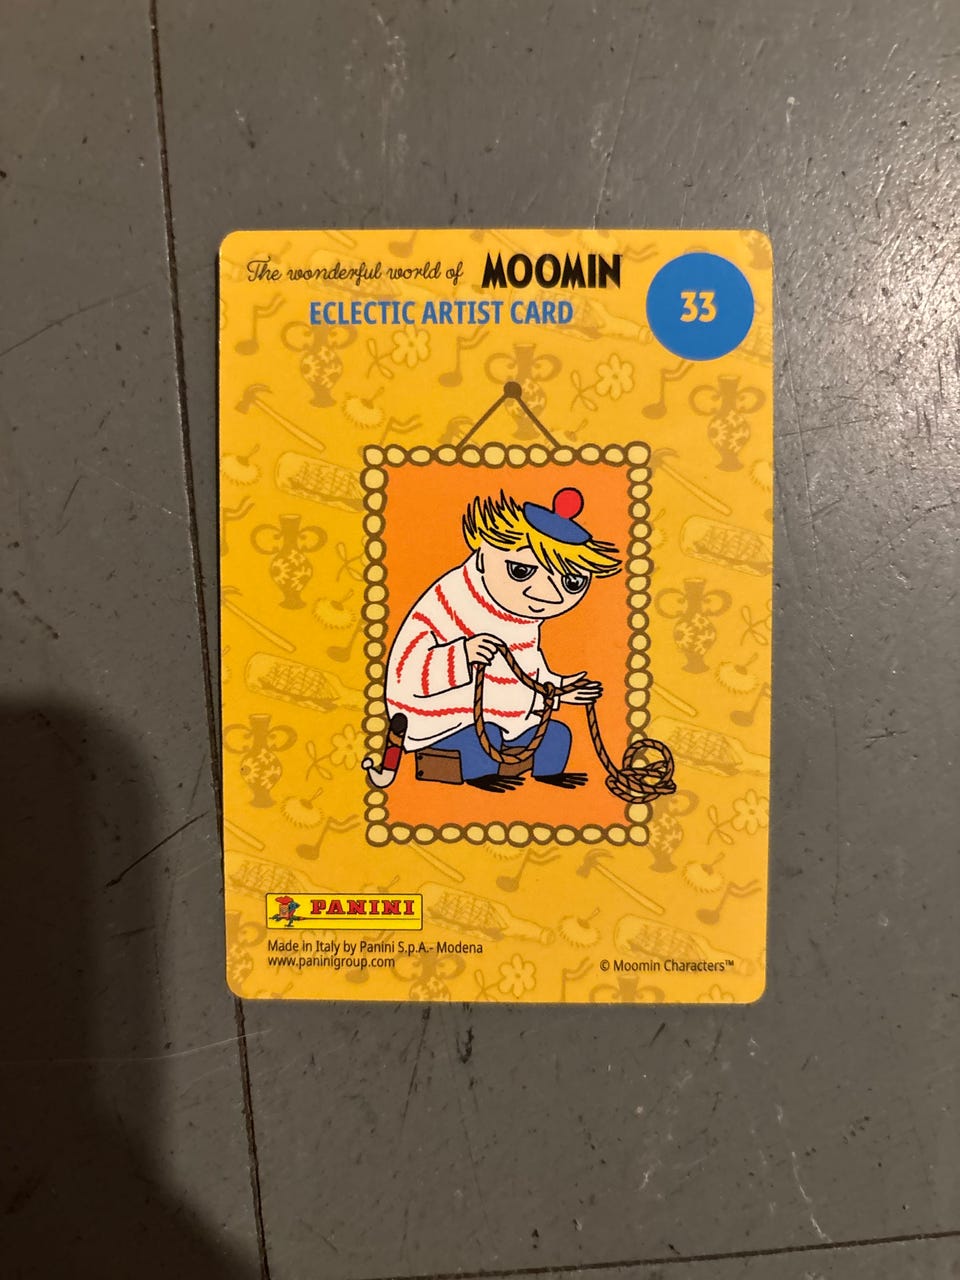 The wonderful world of MOOMIN
ECLECTIC ARTIST CARD
33
PANINI
Made in Italy by Panini S.p.A.- Modena
www.paninigroup.com
© Moomin Characters™